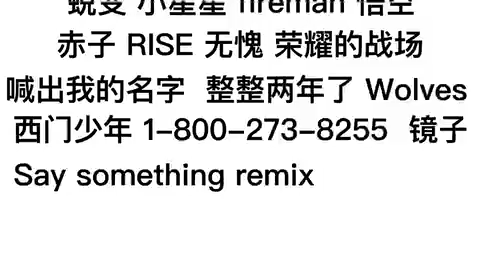 蜕变 小星星 fireman 悟空
赤子 RISE 无愧 荣耀的战场
喊出我的名字 整整两年了 Wolves
西门少年 1-800-273-8255 镜子
Say something remix